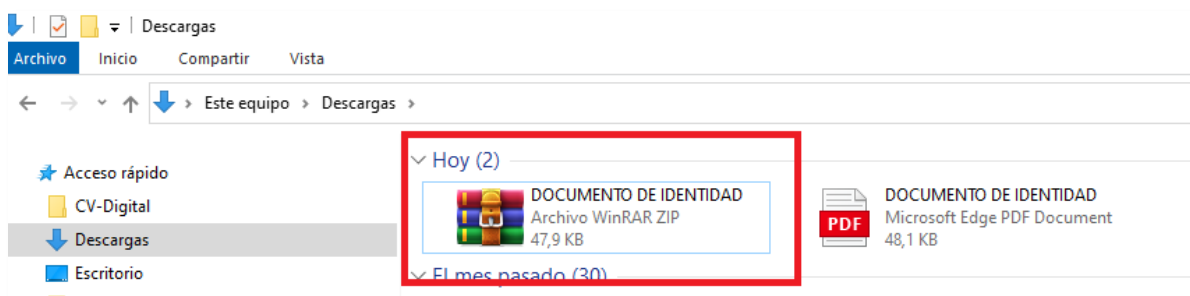 Descargas
Archivo Inicio Compartir Vista
Este equipo > Descargas >
Acceso rápido
CV-Digital
Descargas
Escritorio
Hoy (2)
DOCUMENTO DE IDENTIDAD
Archivo WinRAR ZIP
47,9 KB
PDF
DOCUMENTO DE IDENTIDAD
Microsoft Edge PDF Document
48,1 KB
El mes pasado (30)